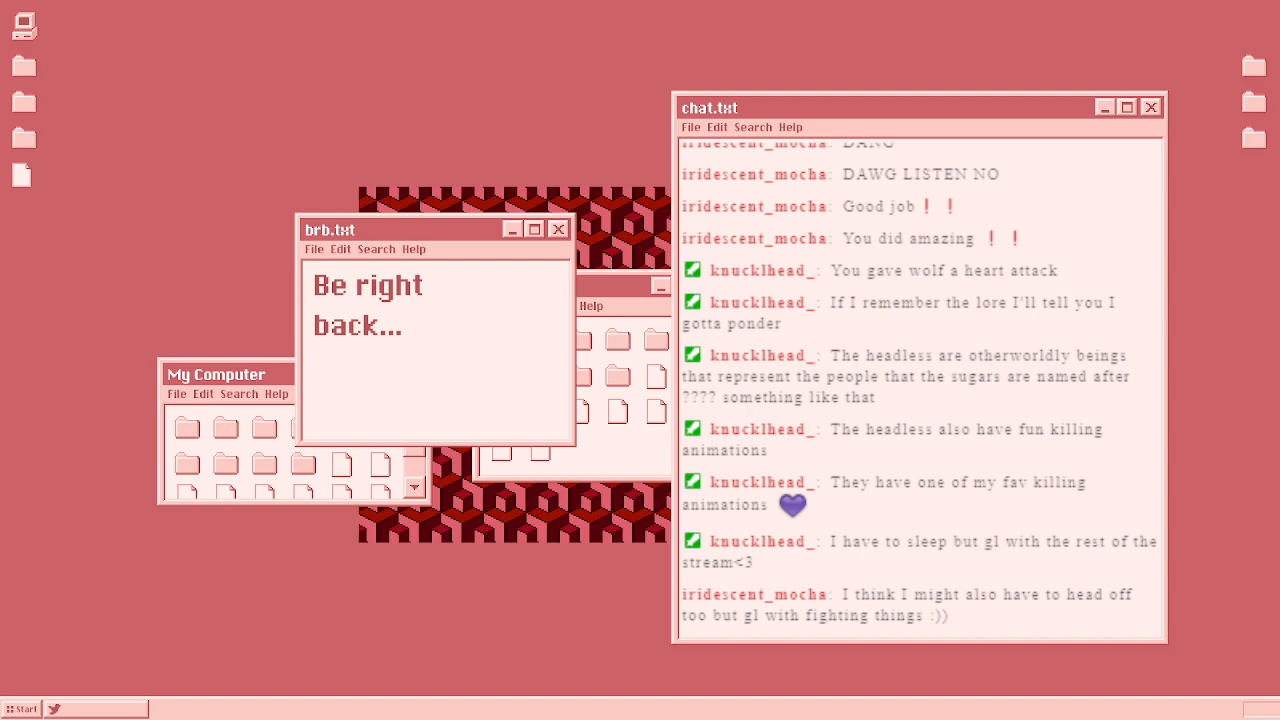 chat.txt
File Edit Search Help
iridescent_mocha: DANG
iridescent_mocha: DAWG LISTEN NO
iridescent_mocha: Good job❗❗
iridescent_mocha: You did amazing ❗❗
knucklhead_: You gave wolf a heart attack
knucklhead_: If I remember the lore I'll tell you I
gotta ponder
knucklhead_: The headless are otherworldly beings
that represent the people that the sugars are named after
???? something like that
knucklhead_: The headless also have fun killing
animations
knucklhead_: They have one of my fav killing
animations 💜
knucklhead_: I have to sleep but gl with the rest of the
stream<3
iridescent_mocha: I think I might also have to head off
too but gl with fighting things :))
brb.txt
File Edit Search Help
Be right
back...
Help
My Computer
File Edit Search Help
Start